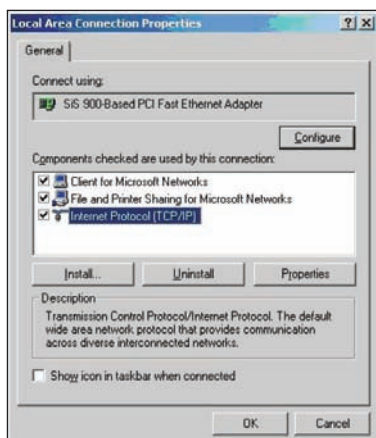 Local Area Connection Properties
General
Connect using:
SiS 900-Based PCI Fast Ethernet Adapter
Configure
Components checked are used by this connection:
Client for Microsoft Networks
File and Printer Sharing for Microsoft Networks
Internet Protocol (TCP/IP)
Install... Uninstall Properties
Description
Transmission Control Protocol/Internet Protocol. The default
wide area network protocol that provides communication
across diverse interconnected networks.
Show icon in taskbar when connected
OK Cancel